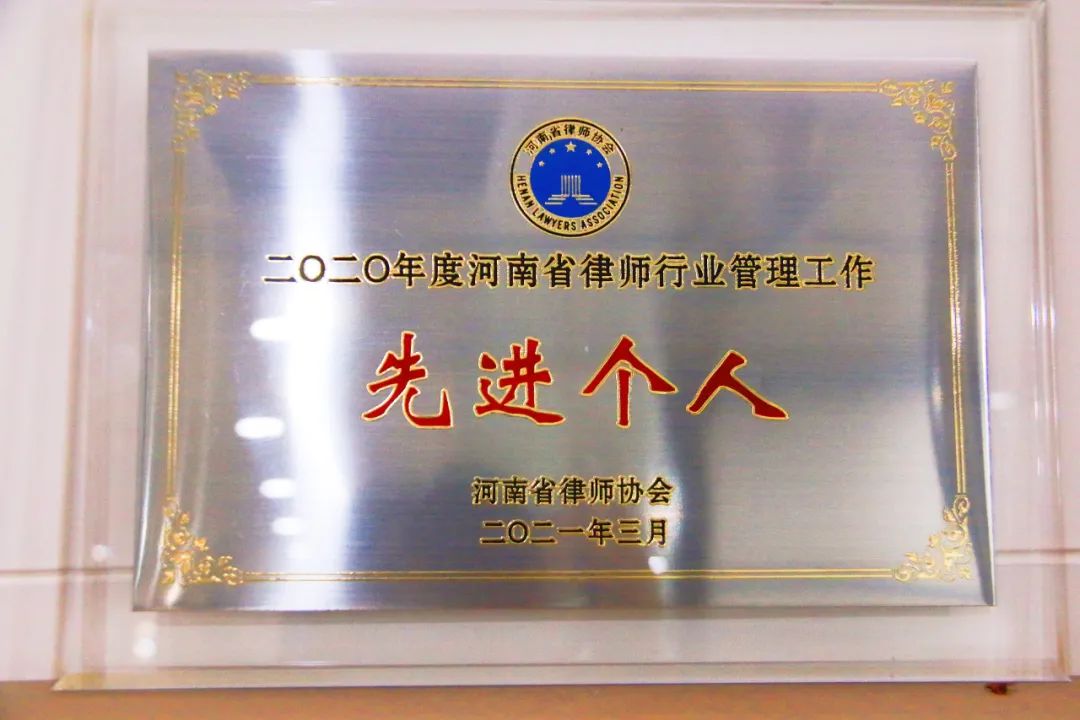 河南省律师协会
HENAN LAWYERS ASSOCIATION
二〇二〇年度河南省律师行业管理工作
先进个人
河南省律师协会
二〇二一年三月